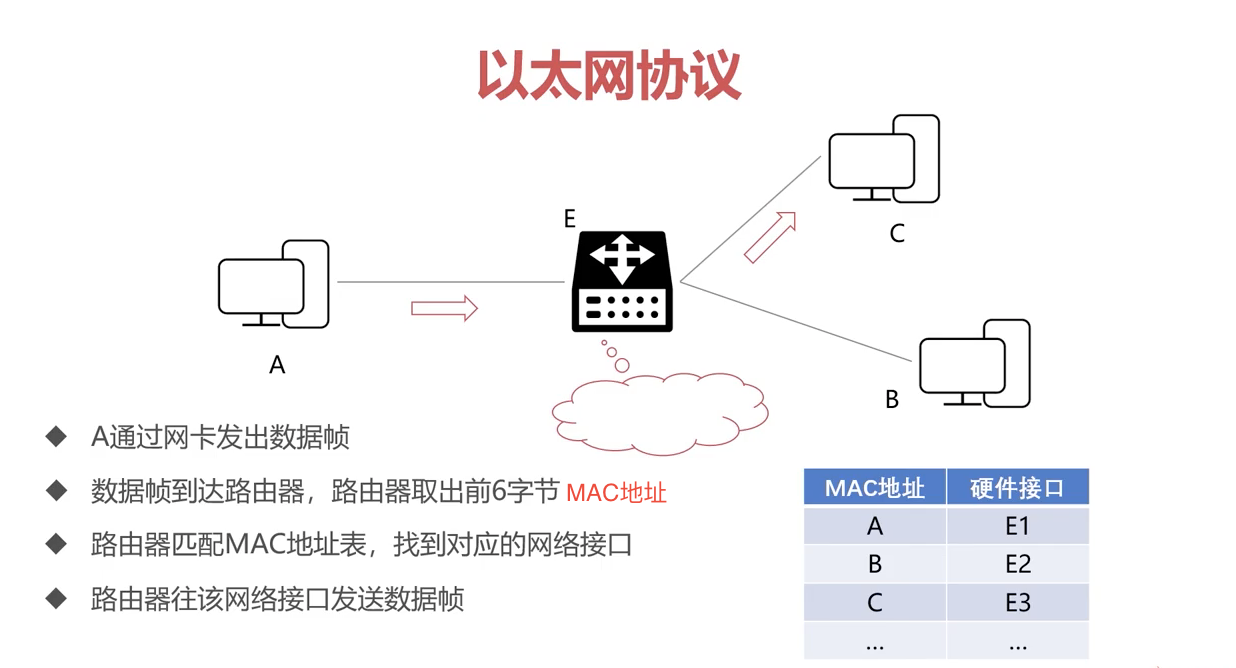 以太网协议
E
C
A
B
A通过网卡发出数据帧
数据帧到达路由器，路由器取出前6字节 MAC地址
路由器匹配MAC地址表，找到对应的网络接口
路由器往该网络接口发送数据帧
MAC地址 硬件接口
A E1
B E2
C E3
... ...